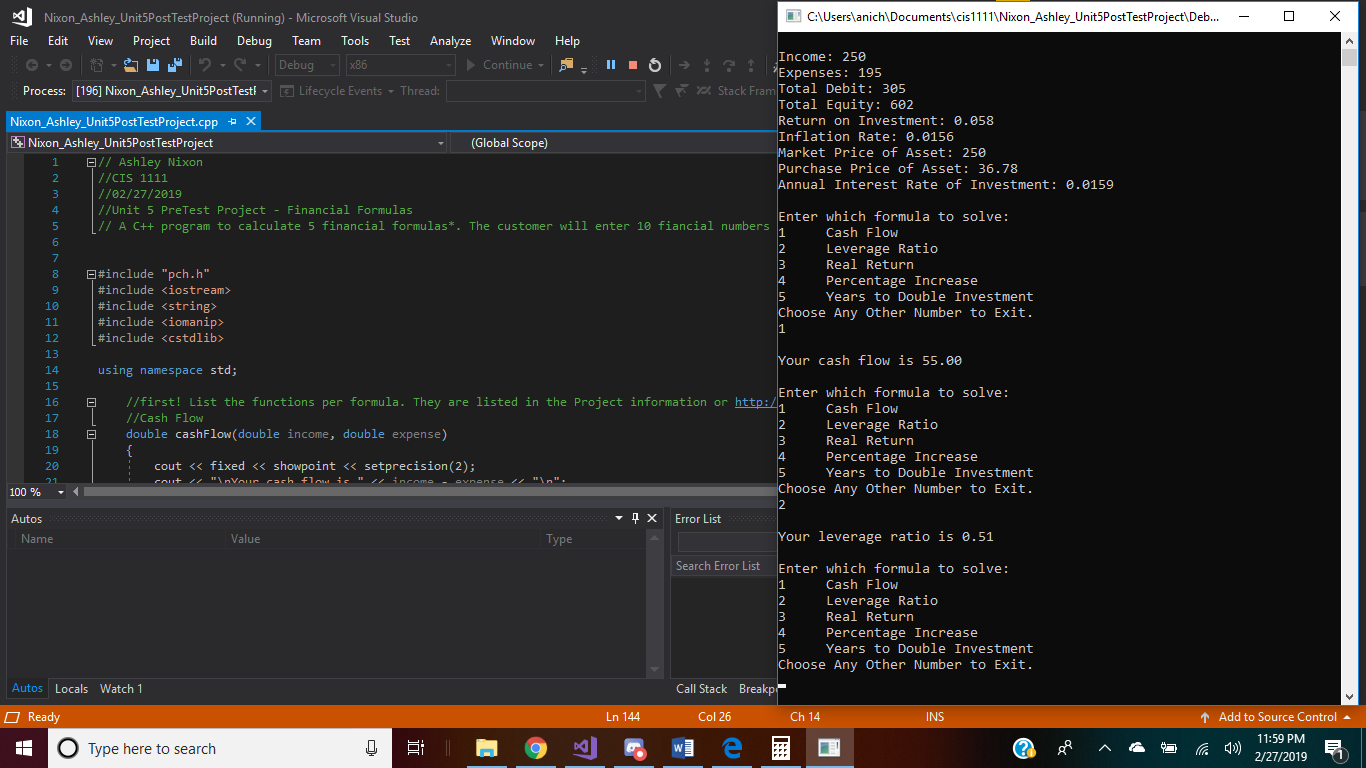 Nixon_Ashley_Unit5PostTestProject (Running) - Microsoft Visual Studio
File Edit View Project Build Debug Team Tools Test Analyze Window Help
Debug x86 Continue
Process: [196] Nixon_Ashley_Unit5PostTest Lifecycle Events Thread: Stack Fram
Nixon_Ashley_Unit5PostTestProject.cpp
Nixon_Ashley_Unit5PostTestProject (Global Scope)
1 // Ashley Nixon
2 //CIS 1111
3 //02/27/2019
4 //Unit 5 PreTest Project - Financial Formulas
5 // A C++ program to calculate 5 financial formulas*. The customer will enter 10 fiancial numbers
6
7
8 #include "pch.h"
9 #include <iostream>
10 #include <string>
11 #include <iomanip>
12 #include <cstdlib>
13
14 using namespace std;
15
16 //first! List the functions per formula. They are listed in the Project information or http:/
17 //Cash Flow
18 double cashFlow(double income, double expense)
19 {
20 cout << fixed << showpoint << setprecision(2);
21 cout << "\nYour cash flow is " << income - expense << "\n";
100 %
Autos
Name Value Type
Autos Locals Watch 1
Error List
Search Error List
Call Stack Breakp
Ready Ln 144 Col 26 Ch 14 INS Add to Source Control
C:\Users\anich\Documents\cis1111\Nixon_Ashley_Unit5PostTestProject\Deb...
Income: 250
Expenses: 195
Total Debit: 305
Total Equity: 602
Return on Investment: 0.058
Inflation Rate: 0.0156
Market Price of Asset: 250
Purchase Price of Asset: 36.78
Annual Interest Rate of Investment: 0.0159
Enter which formula to solve:
1 Cash Flow
2 Leverage Ratio
3 Real Return
4 Percentage Increase
5 Years to Double Investment
Choose Any Other Number to Exit.
1
Your cash flow is 55.00
Enter which formula to solve:
1 Cash Flow
2 Leverage Ratio
3 Real Return
4 Percentage Increase
5 Years to Double Investment
Choose Any Other Number to Exit.
2
Your leverage ratio is 0.51
Enter which formula to solve:
1 Cash Flow
2 Leverage Ratio
3 Real Return
4 Percentage Increase
5 Years to Double Investment
Choose Any Other Number to Exit.
Type here to search
11:59 PM
2/27/2019
1